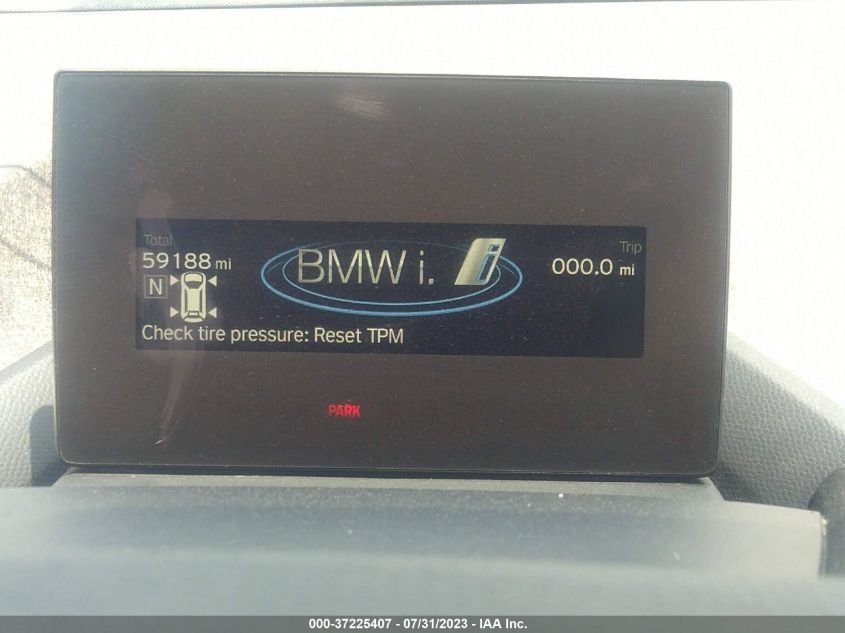 Total
Trip
59188 mi
BMW i.
i
000.0 mi
N
Check tire pressure: Reset TPM
PARK
000-37225407 - 07/31/2023 - IAA Inc.